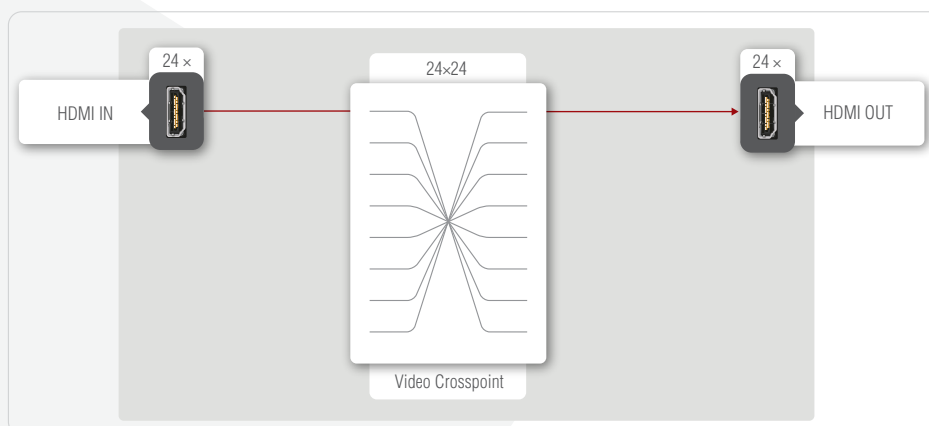 24 ×
24×24
24 ×
HDMI IN
HDMI OUT
Video Crosspoint